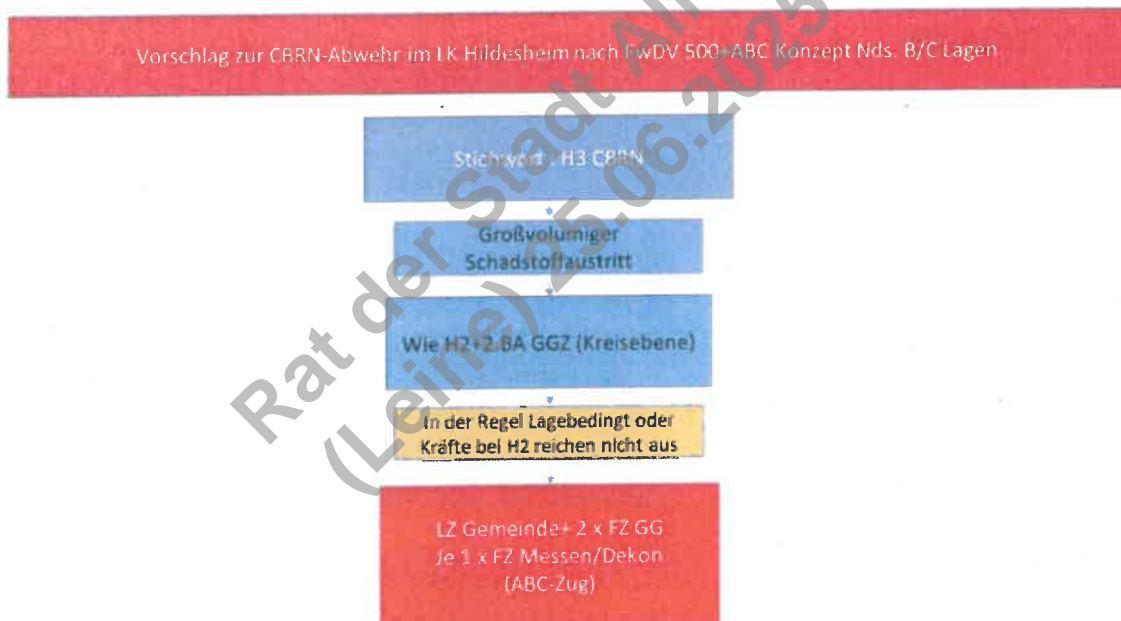 Vorschlag zur CBRN-Abwehr im LK Hildesheim nach FwDV 500+ABC Konzept Nds. B/C Lagen
Stichwort : H3 CBRN
Großvolumiger
Schadstoffaustritt
Wie H2+2.BA GGZ (Kreisebene)
In der Regel Lagebedingt oder
Kräfte bei H2 reichen nicht aus
LZ Gemeinde+ 2 x FZ GG
Je 1 x FZ Messen/Dekon
(ABC-Zug)
Rat der Stadt
(Leine) 25.06.2025